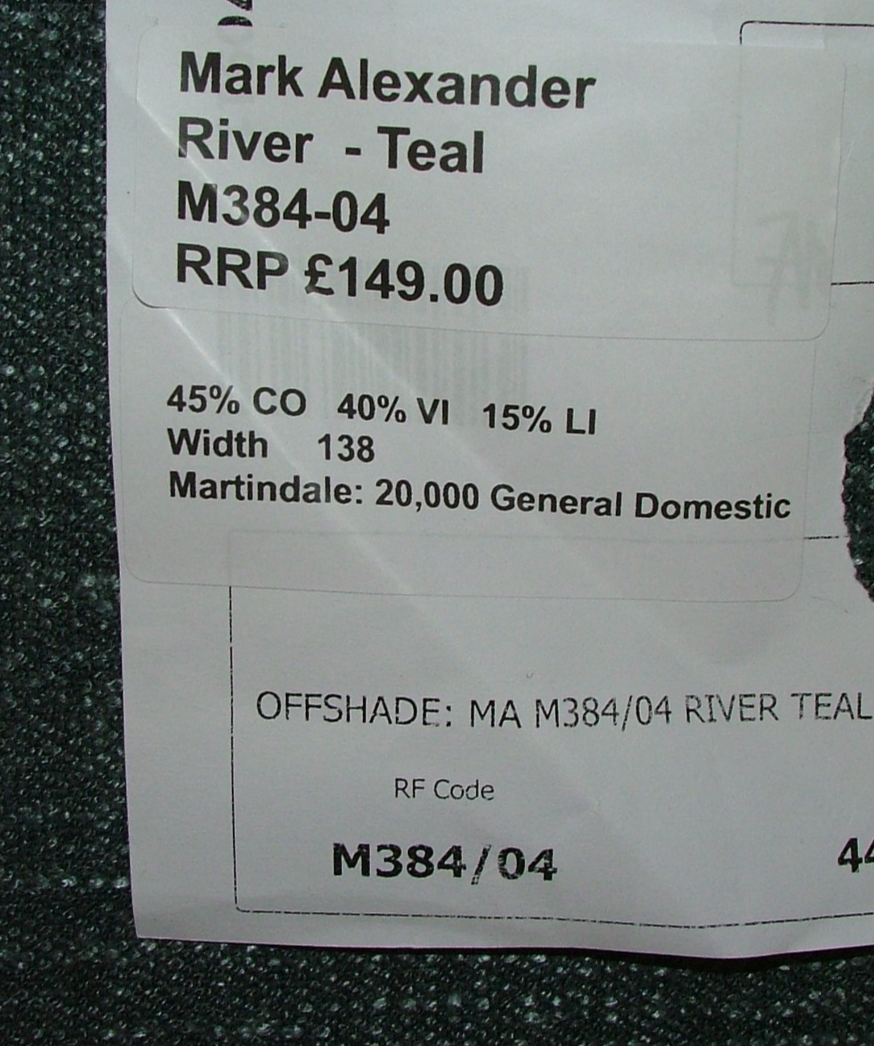 Mark Alexander
River - Teal
M384-04
RRP £149.00
45% CO 40% VI 15% LI
Width 138
Martindale: 20,000 General Domestic
OFFSHADE: MA M384/04 RIVER TEAL
RF Code
M384/04